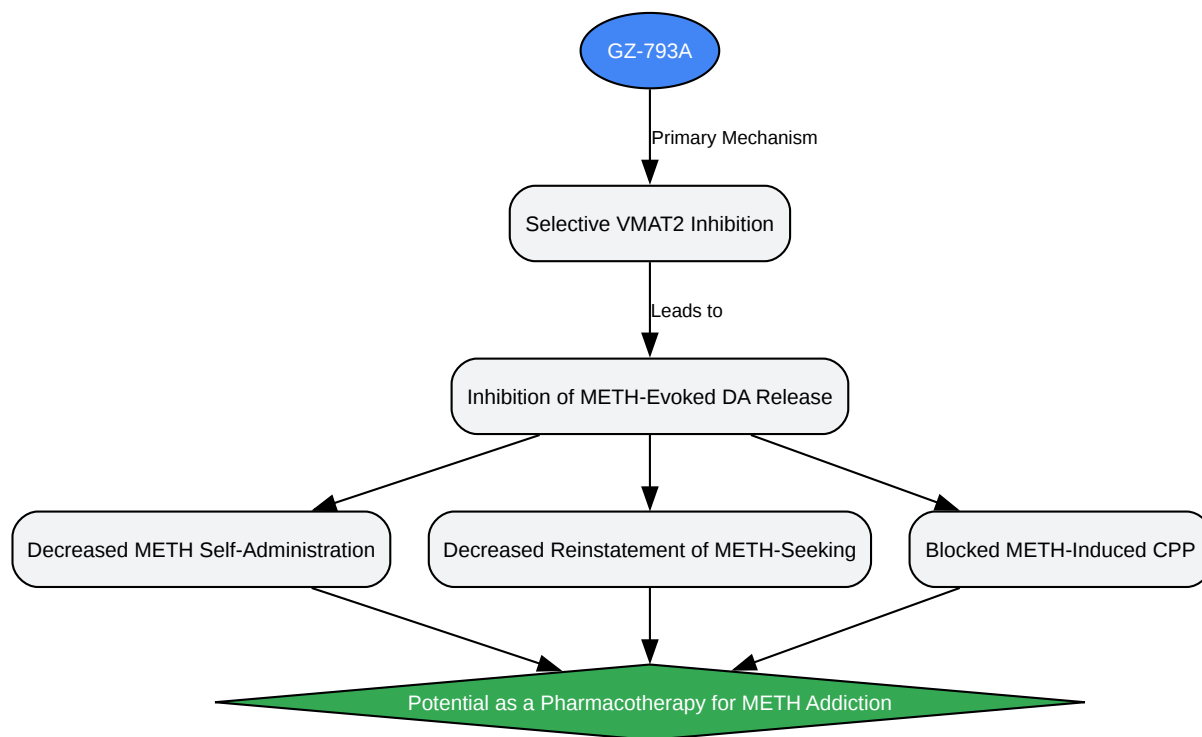 GZ-793A
Primary Mechanism
Selective VMAT2 Inhibition
Leads to
Inhibition of METH-Evoked DA Release
Decreased METH Self-Administration
Decreased Reinstatement of METH-Seeking
Blocked METH-Induced CPP
Potential as a Pharmacotherapy for METH Addiction